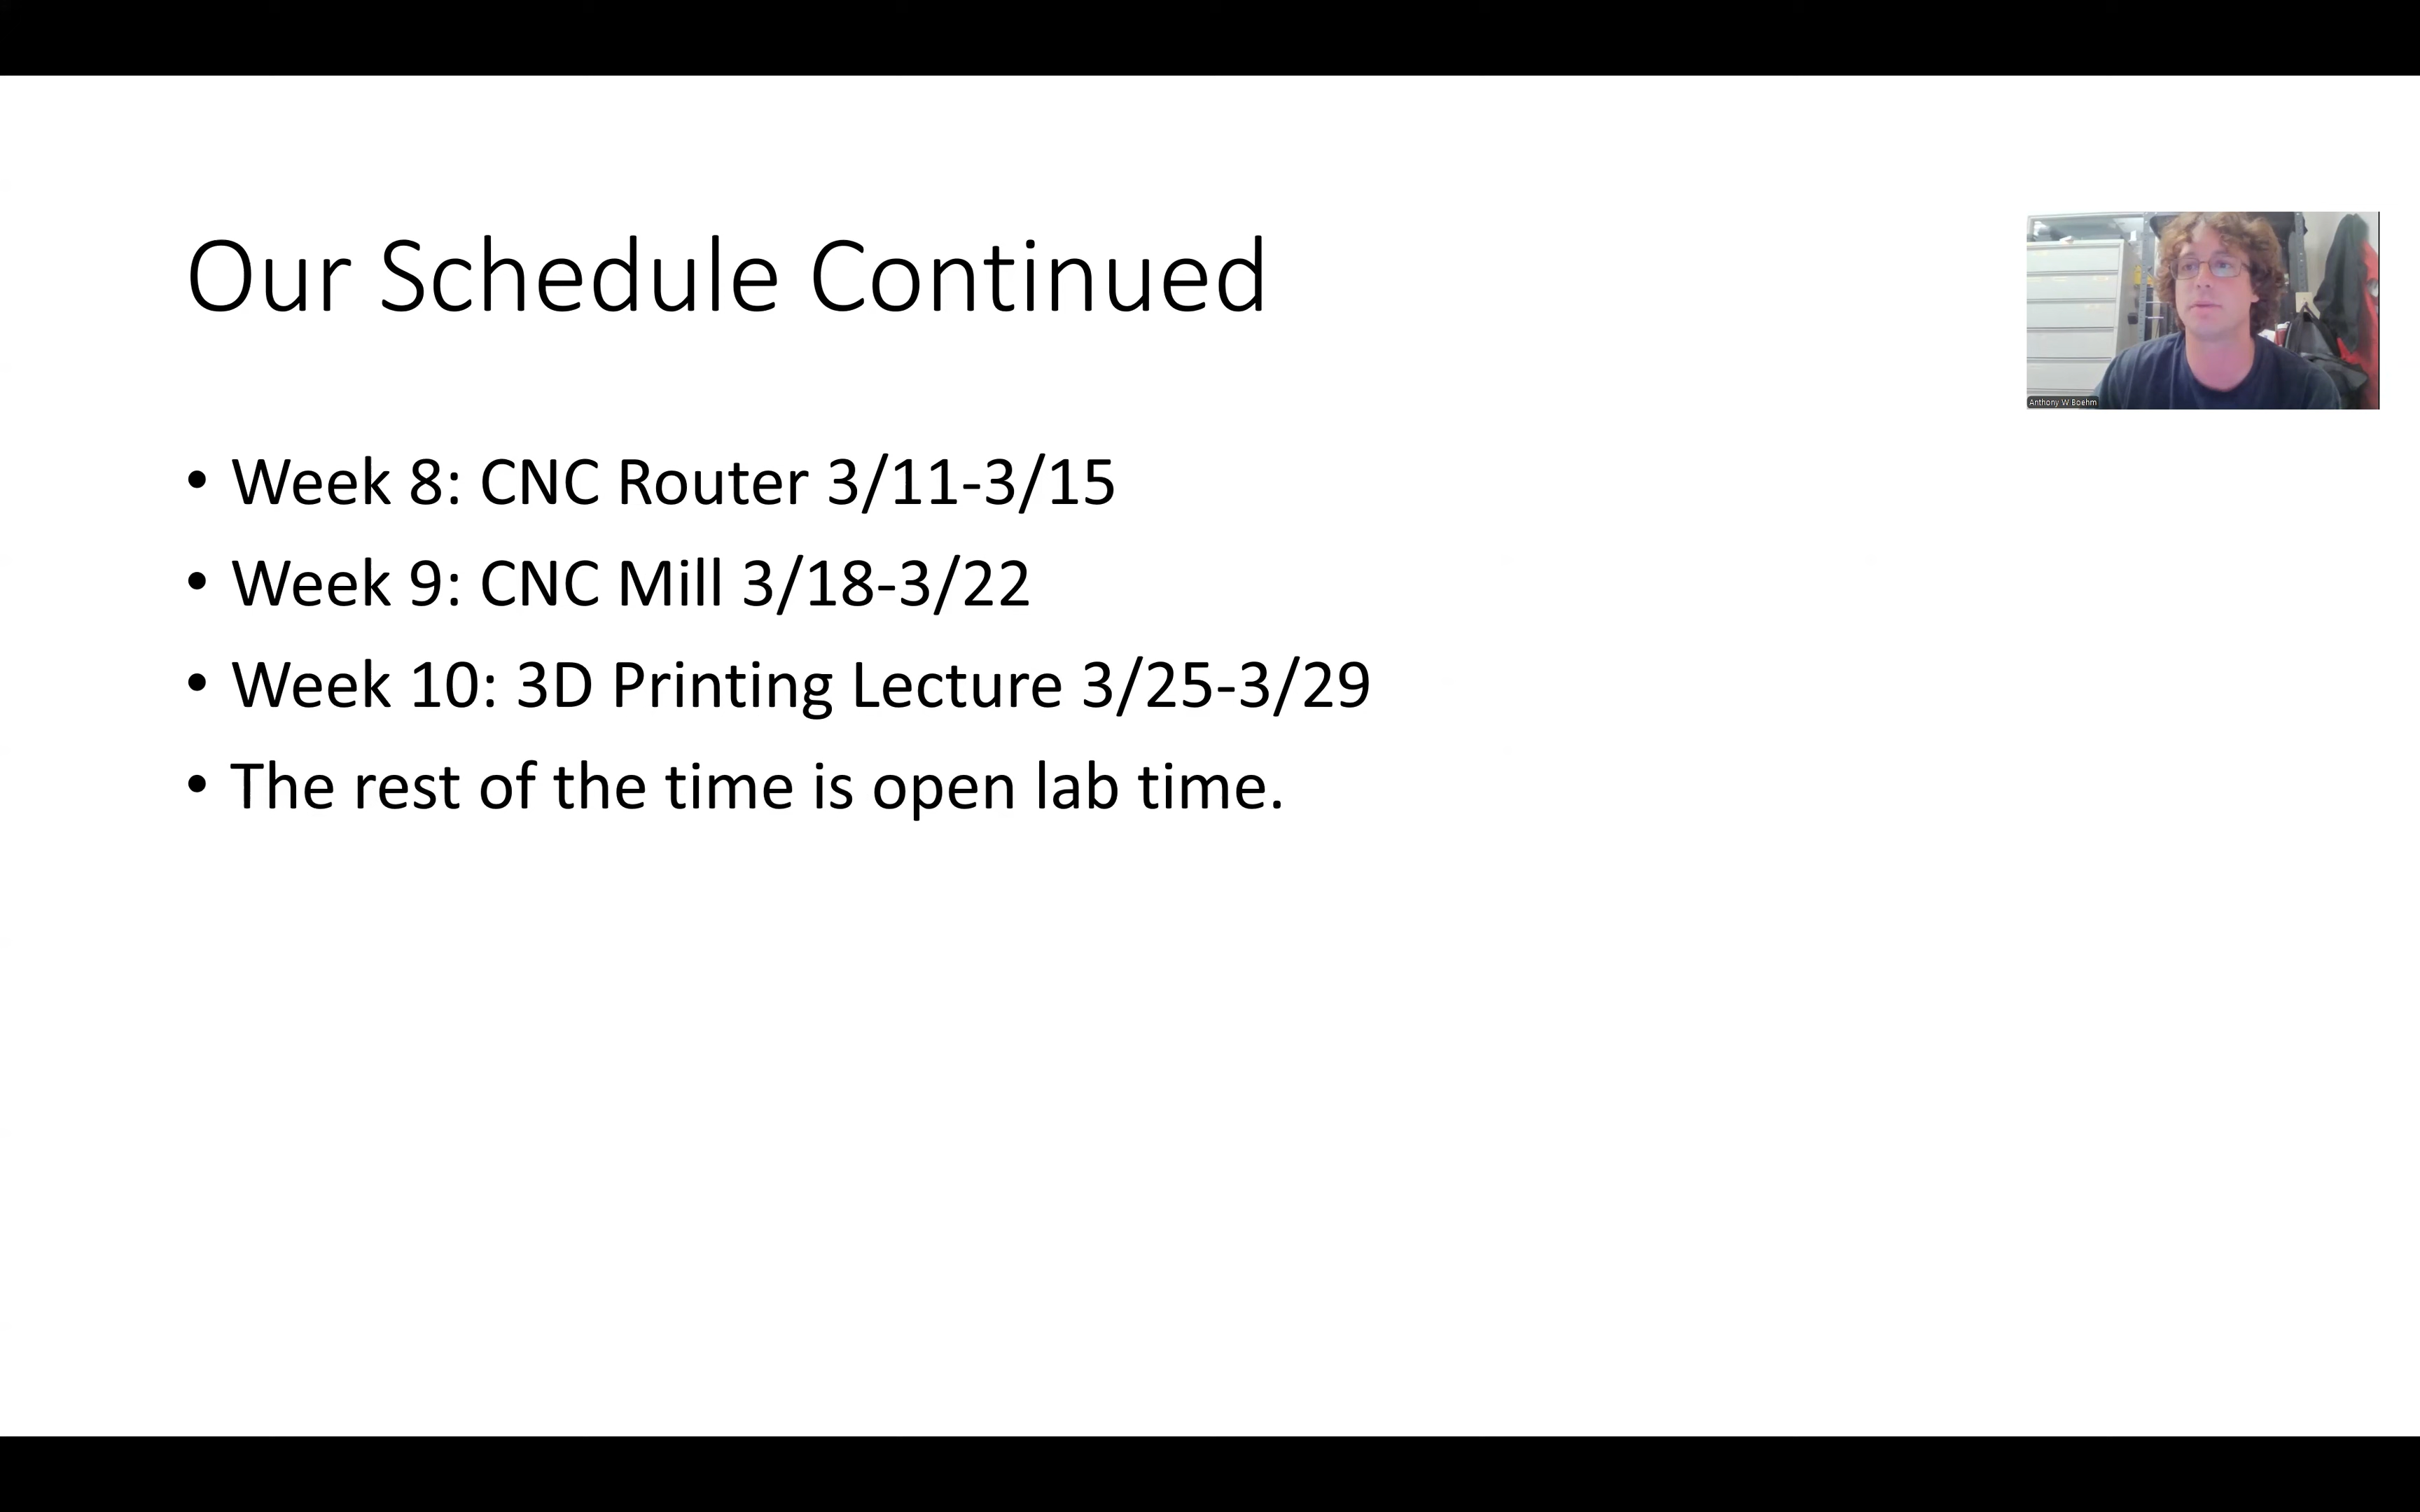 Our Schedule Continued
Anthony W Boehm
• Week 8: CNC Router 3/11-3/15
• Week 9: CNC Mill 3/18-3/22
• Week 10: 3D Printing Lecture 3/25-3/29
• The rest of the time is open lab time.